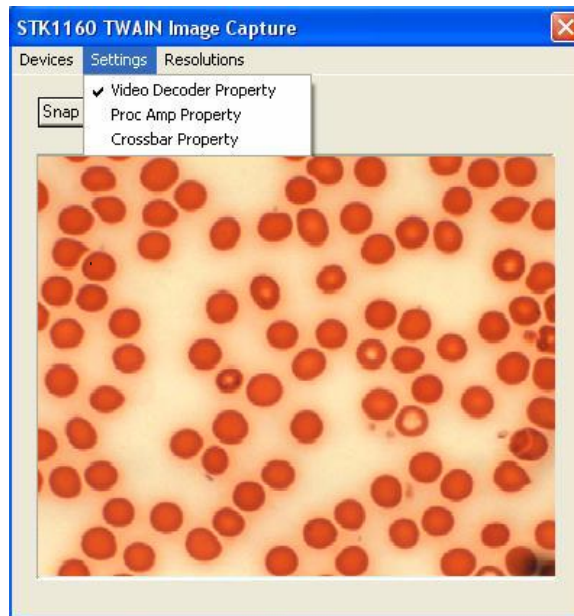 STK1160 TWAIN Image Capture
Devices Settings Resolutions
Video Decoder Property
Snap
Proc Amp Property
Crossbar Property